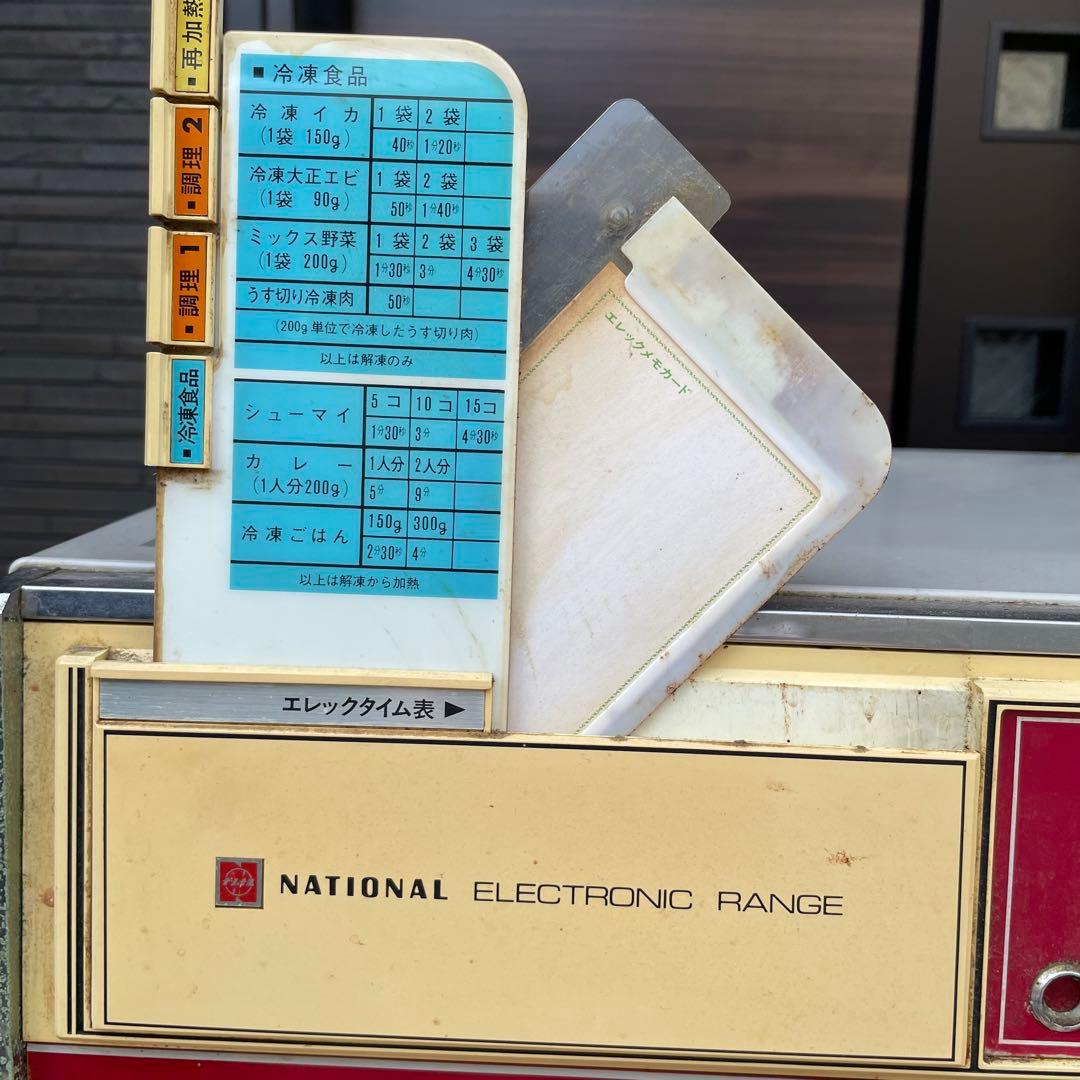 ■再加熱
■調理 2
■調理 1
■冷凍食品
■ 冷凍食品
冷凍イカ 1袋 2袋
(1袋 150g) 40秒 1分20秒
冷凍大正エビ 1袋 2袋
(1袋 90g) 50秒 1分40秒
ミックス野菜 1袋 2袋 3袋
(1袋 200g) 1分30秒 3分 4分30秒
うす切り冷凍肉 50秒
(200g単位で冷凍したうす切り肉)
以上は解凍のみ
シューマイ 5コ 10コ 15コ
1分30秒 3分 4分30秒
カレー 1人分 2人分
(1人分200g) 5分 9分
冷凍ごはん 150g 300g
2分30秒 4分
以上は解凍から加熱
エレックメモカード
エレックタイム表 ▶
NATIONAL ELECTRONIC RANGE